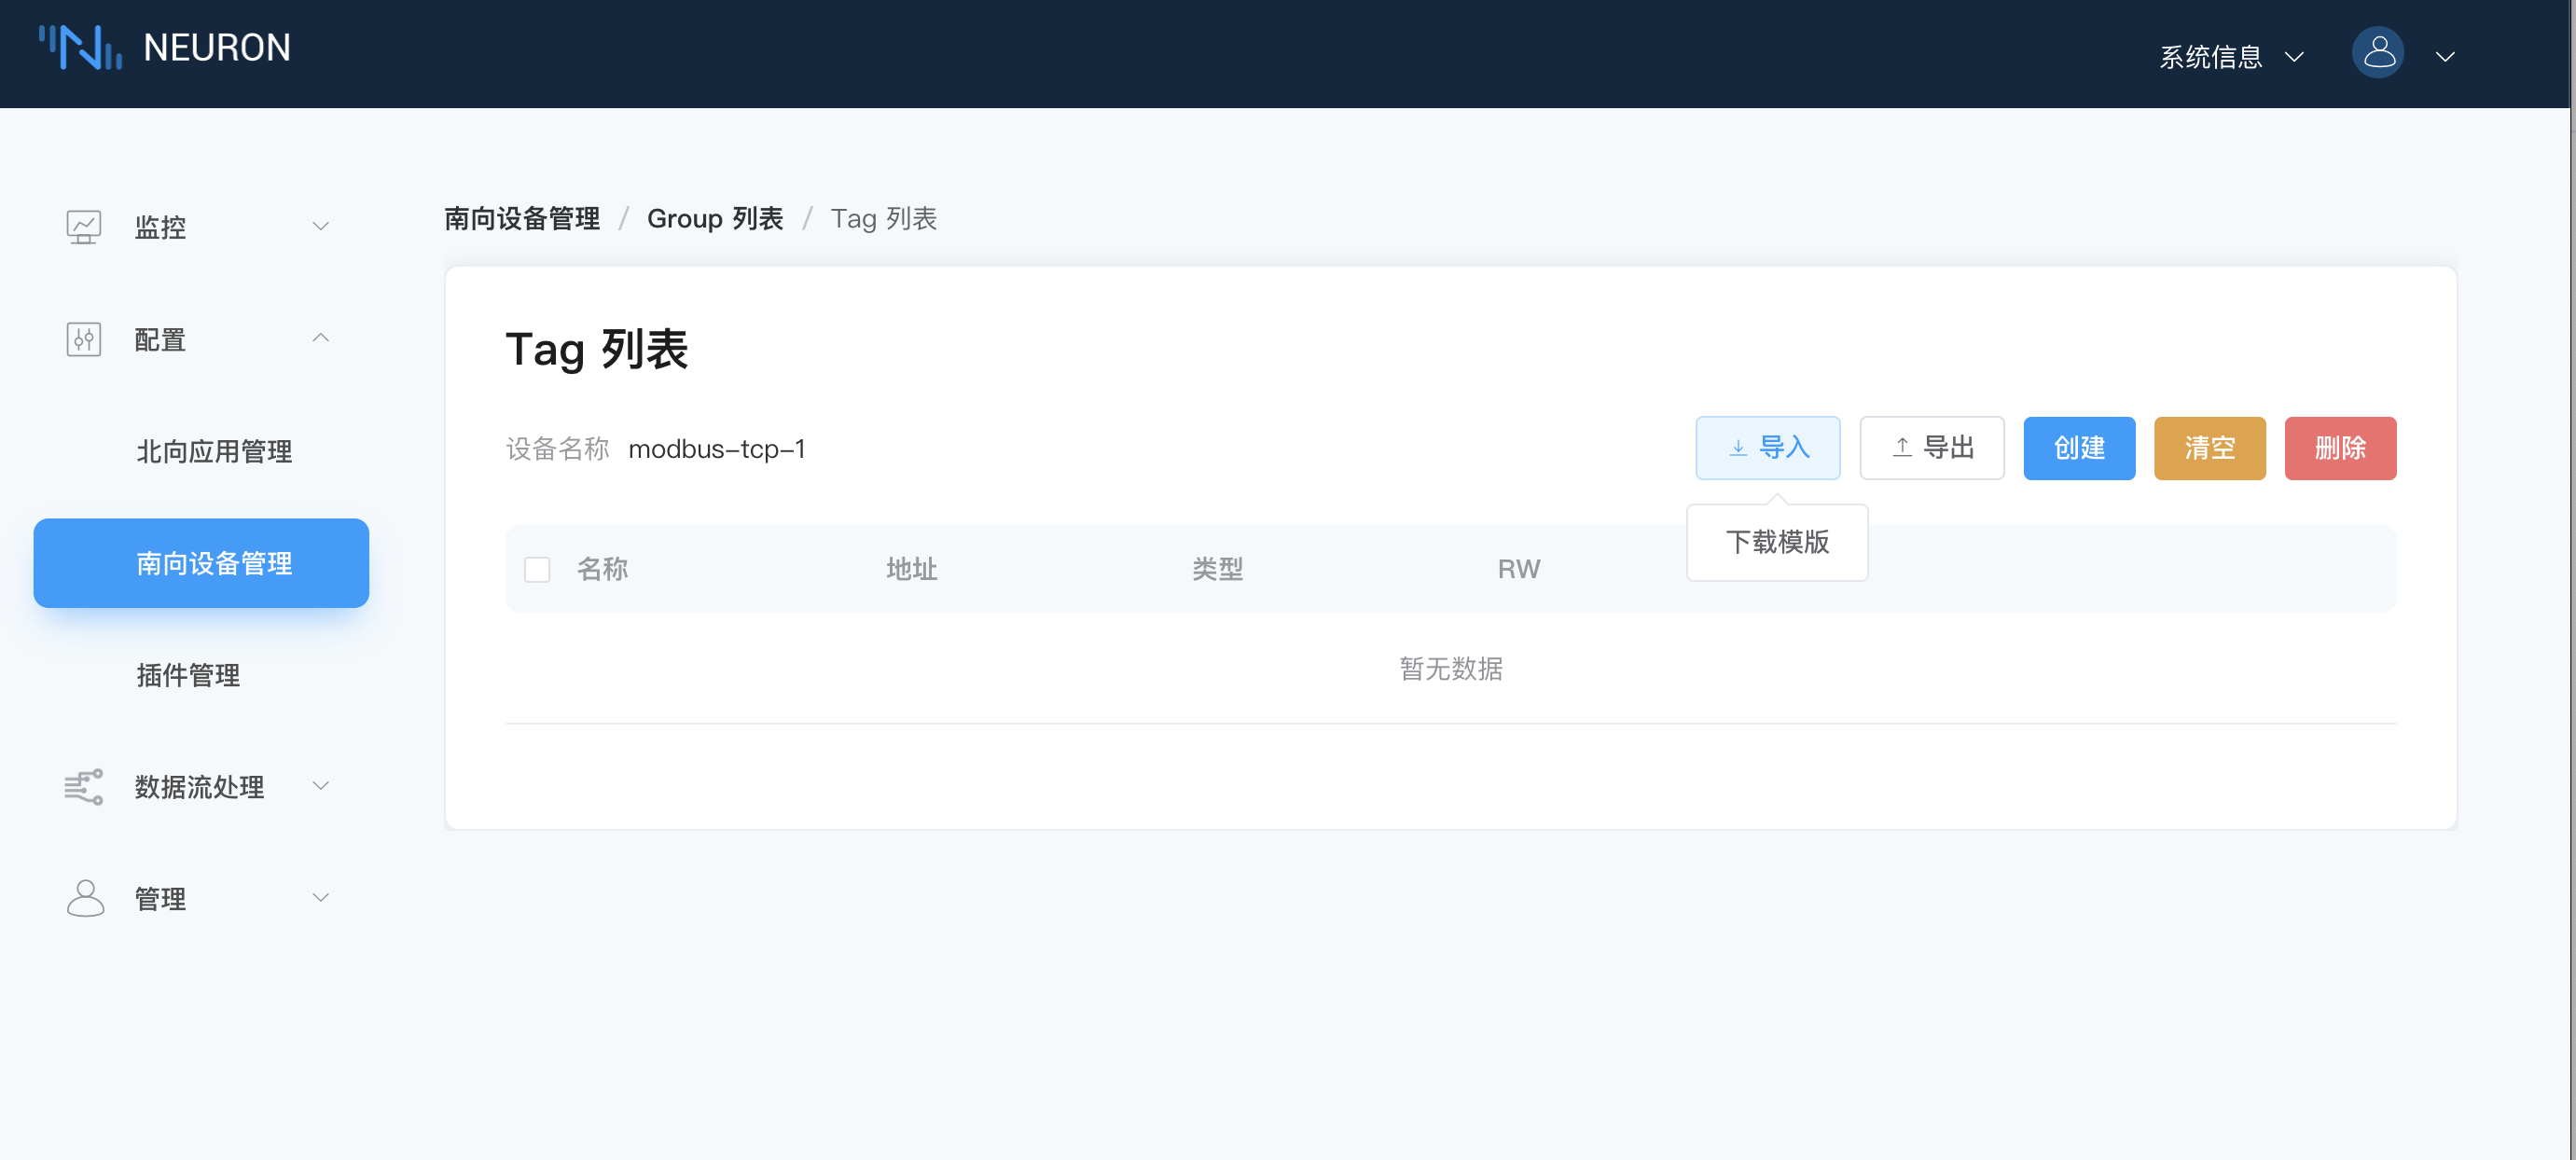 NEURON
系统信息
监控
配置
北向应用管理
南向设备管理
插件管理
数据流处理
管理
南向设备管理 / Group 列表 / Tag 列表
Tag 列表
设备名称 modbus-tcp-1
导入 导出 创建 清空 删除
下载模版
名称 地址 类型 RW
暂无数据